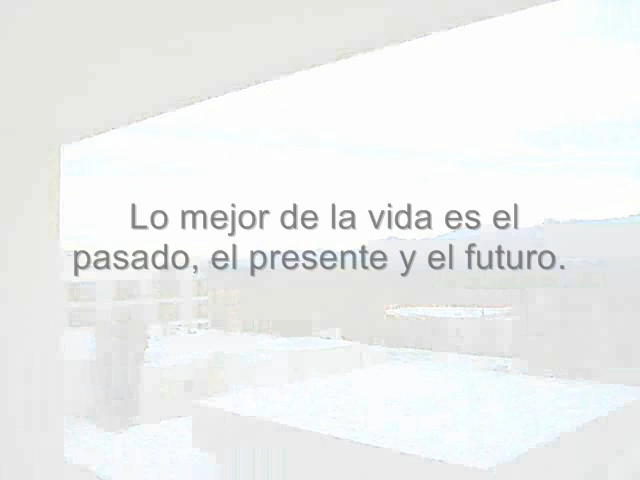 Lo mejor de la vida es el
pasado, el presente y el futuro.